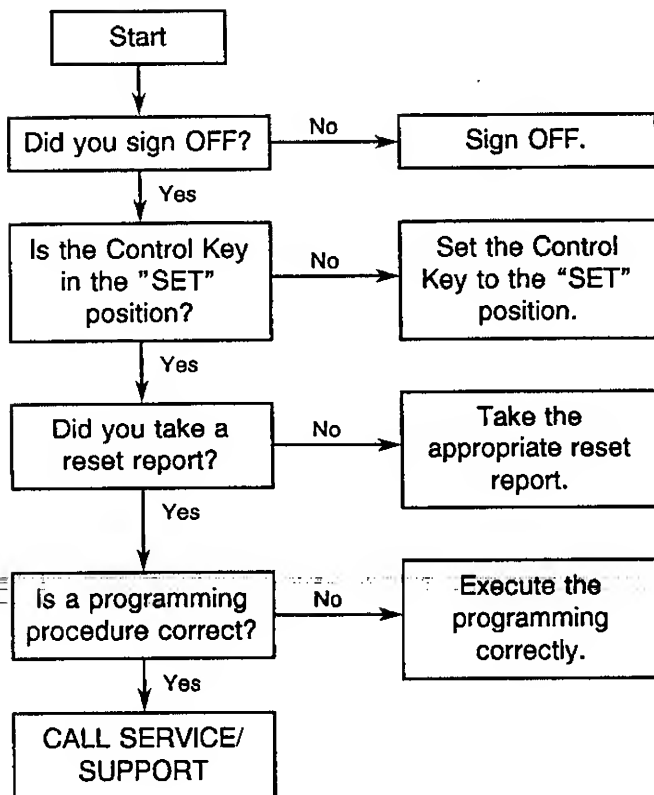 Start
Did you sign OFF?
No
Sign OFF.
Yes
Is the Control Key
in the "SET"
position?
No
Set the Control
Key to the “SET”
position.
Yes
Did you take a
reset report?
No
Take the
appropriate reset
report.
Yes
Is a programming
procedure correct?
No
Execute the
programming
correctly.
Yes
CALL SERVICE/
SUPPORT